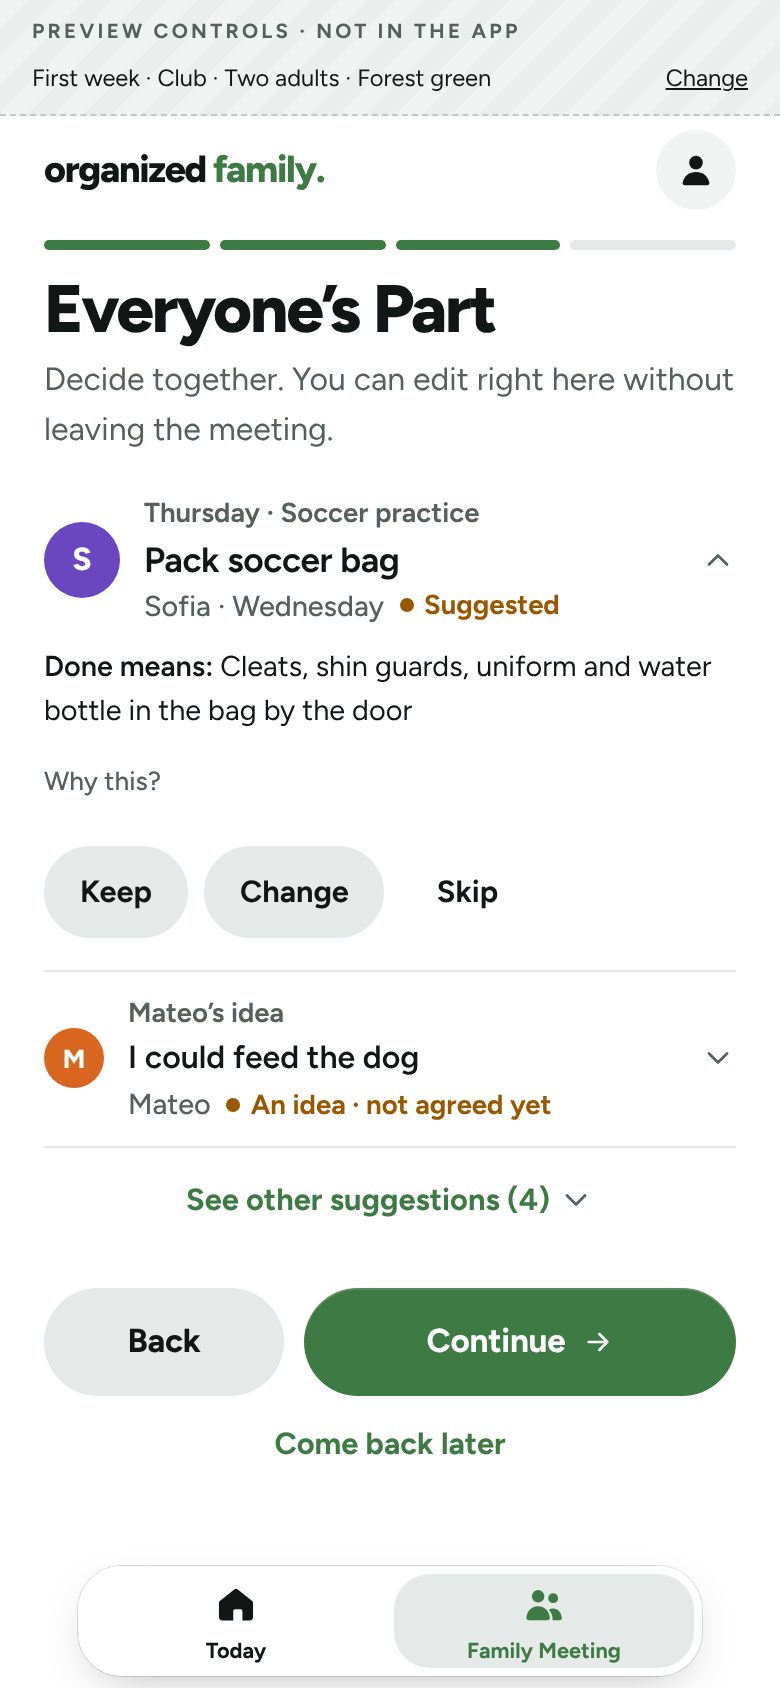 PREVIEW CONTROLS · NOT IN THE APP
First week · Club · Two adults · Forest green
Change
organized family.
Everyone’s Part
Decide together. You can edit right here without
leaving the meeting.
Thursday · Soccer practice
S
Pack soccer bag
Sofia · Wednesday
Suggested
Done means: Cleats, shin guards, uniform and water
bottle in the bag by the door
Why this?
Keep
Change
Skip
Mateo’s idea
M
I could feed the dog
Mateo
An idea · not agreed yet
See other suggestions (4)
Back
Continue →
Come back later
Today
Family Meeting